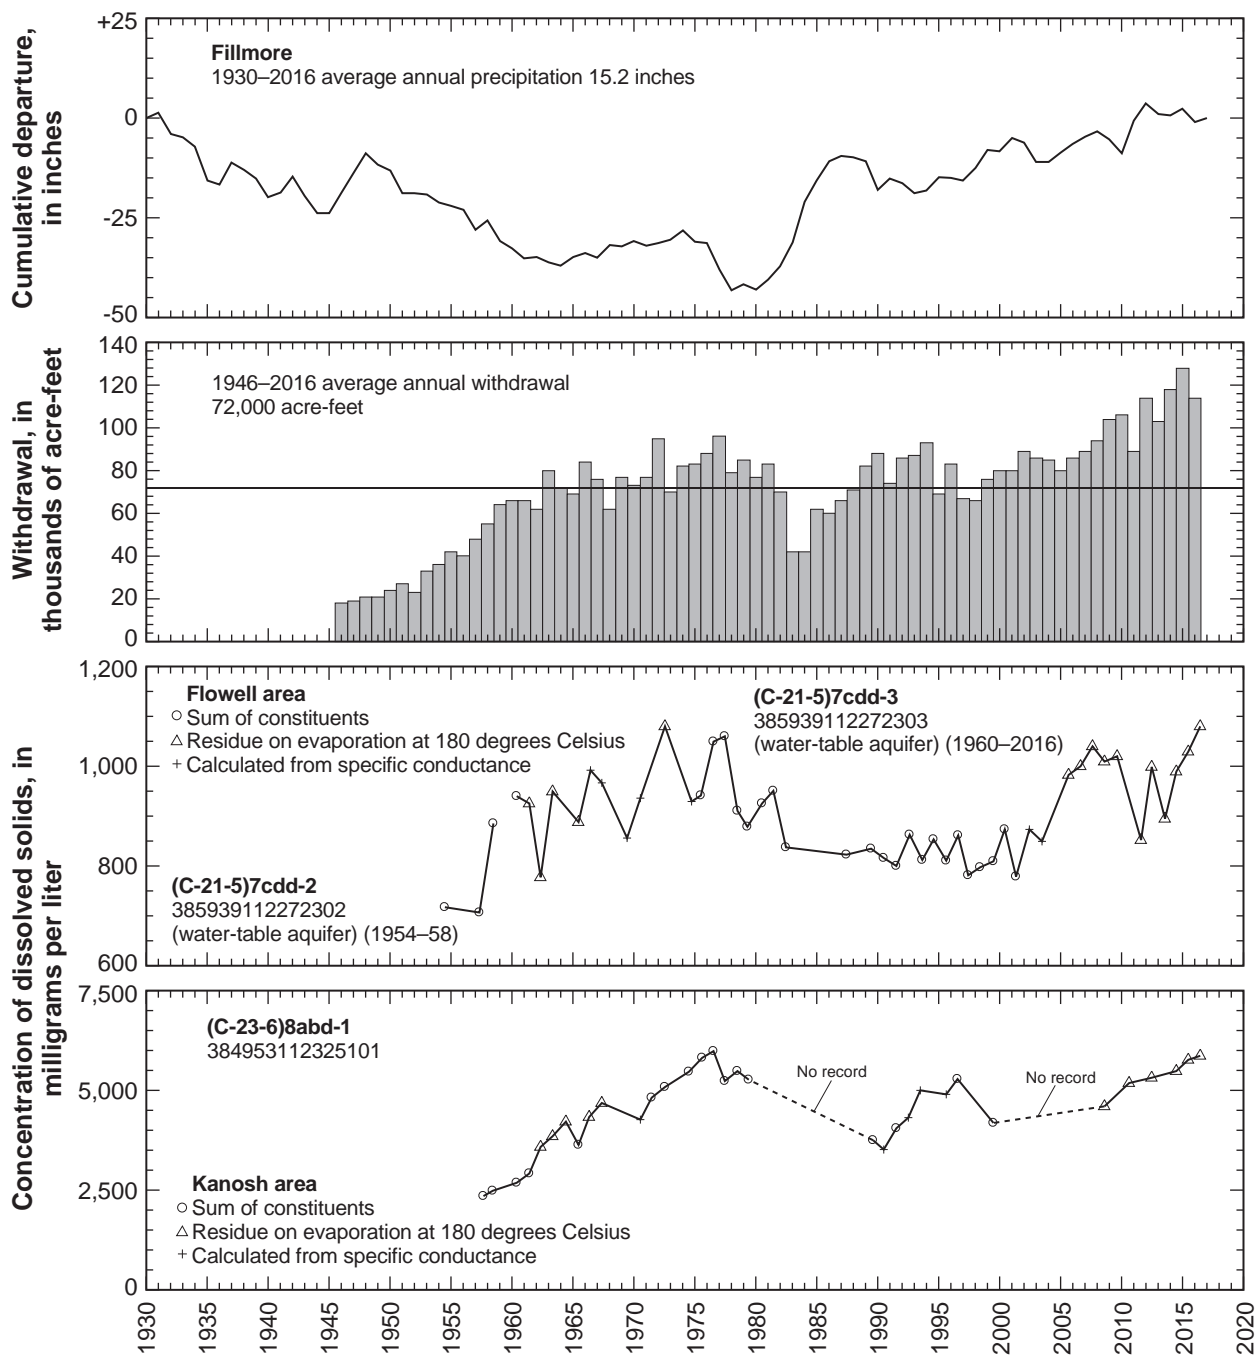 Cumulative departure,
in inches
+25
0
-25
-50
Fillmore
1930–2016 average annual precipitation 15.2 inches
Withdrawal, in
thousands of acre-feet
140
120
100
80
60
40
20
0
1946–2016 average annual withdrawal
72,000 acre-feet
Concentration of dissolved solids, in
milligrams per liter
1,200
1,000
800
600
Flowell area
Sum of constituents
Residue on evaporation at 180 degrees Celsius
Calculated from specific conductance
(C-21-5)7cdd-3
385939112272303
(water-table aquifer) (1960–2016)
(C-21-5)7cdd-2
385939112272302
(water-table aquifer) (1954–58)
7,500
5,000
2,500
0
(C-23-6)8abd-1
384953112325101
No record
No record
Kanosh area
Sum of constituents
Residue on evaporation at 180 degrees Celsius
Calculated from specific conductance
1930
1935
1940
1945
1950
1955
1960
1965
1970
1975
1980
1985
1990
1995
2000
2005
2010
2015
2020